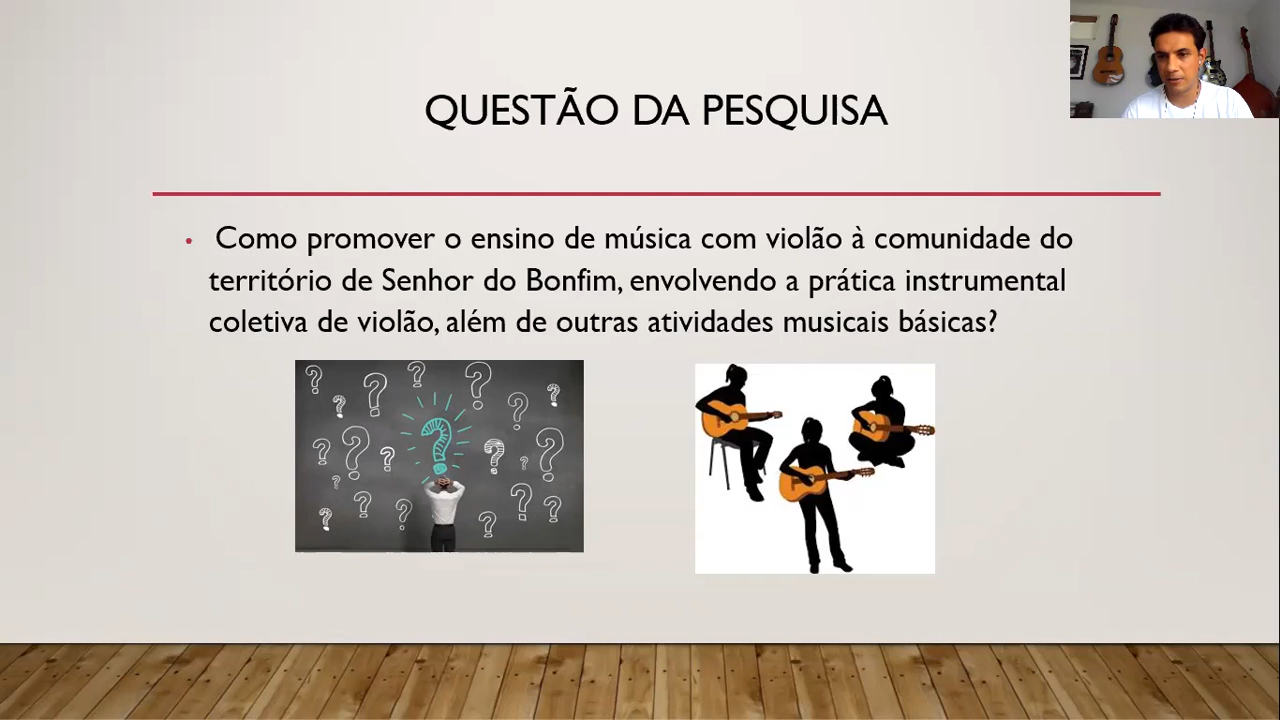 QUESTÃO DA PESQUISA
• Como promover o ensino de música com violão à comunidade do
território de Senhor do Bonfim, envolvendo a prática instrumental
coletiva de violão, além de outras atividades musicais básicas?